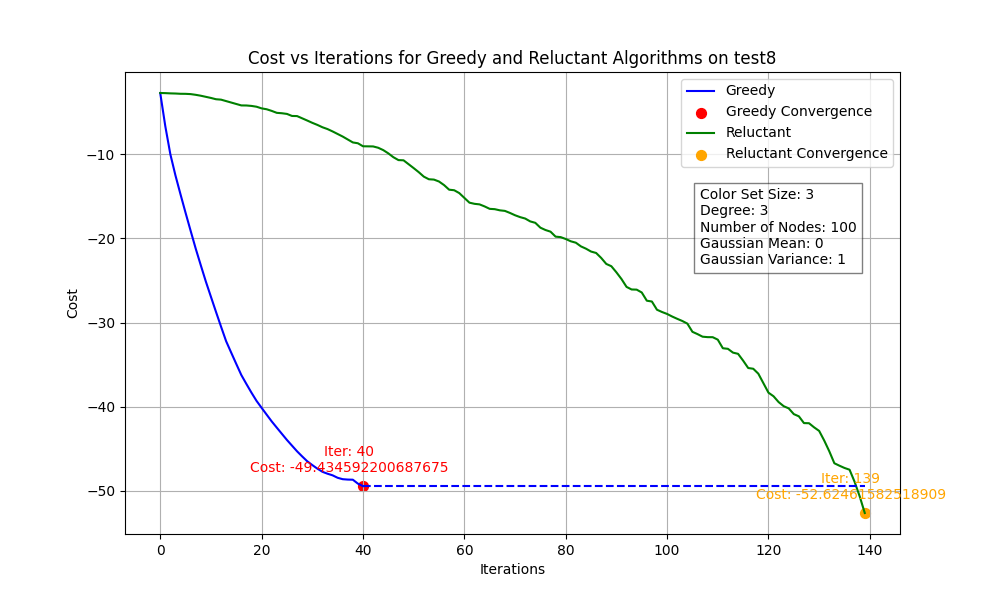 Cost vs Iterations for Greedy and Reluctant Algorithms on test8
Greedy
Greedy Convergence
Reluctant
Reluctant Convergence
Color Set Size: 3
Degree: 3
Number of Nodes: 100
Gaussian Mean: 0
Gaussian Variance: 1
Cost
−10
−20
−30
−40
−50
Iter: 40
Cost: -49.434592200687675
Iter: 139
Cost: -52.62461582518909
0
20
40
60
80
100
120
140
Iterations